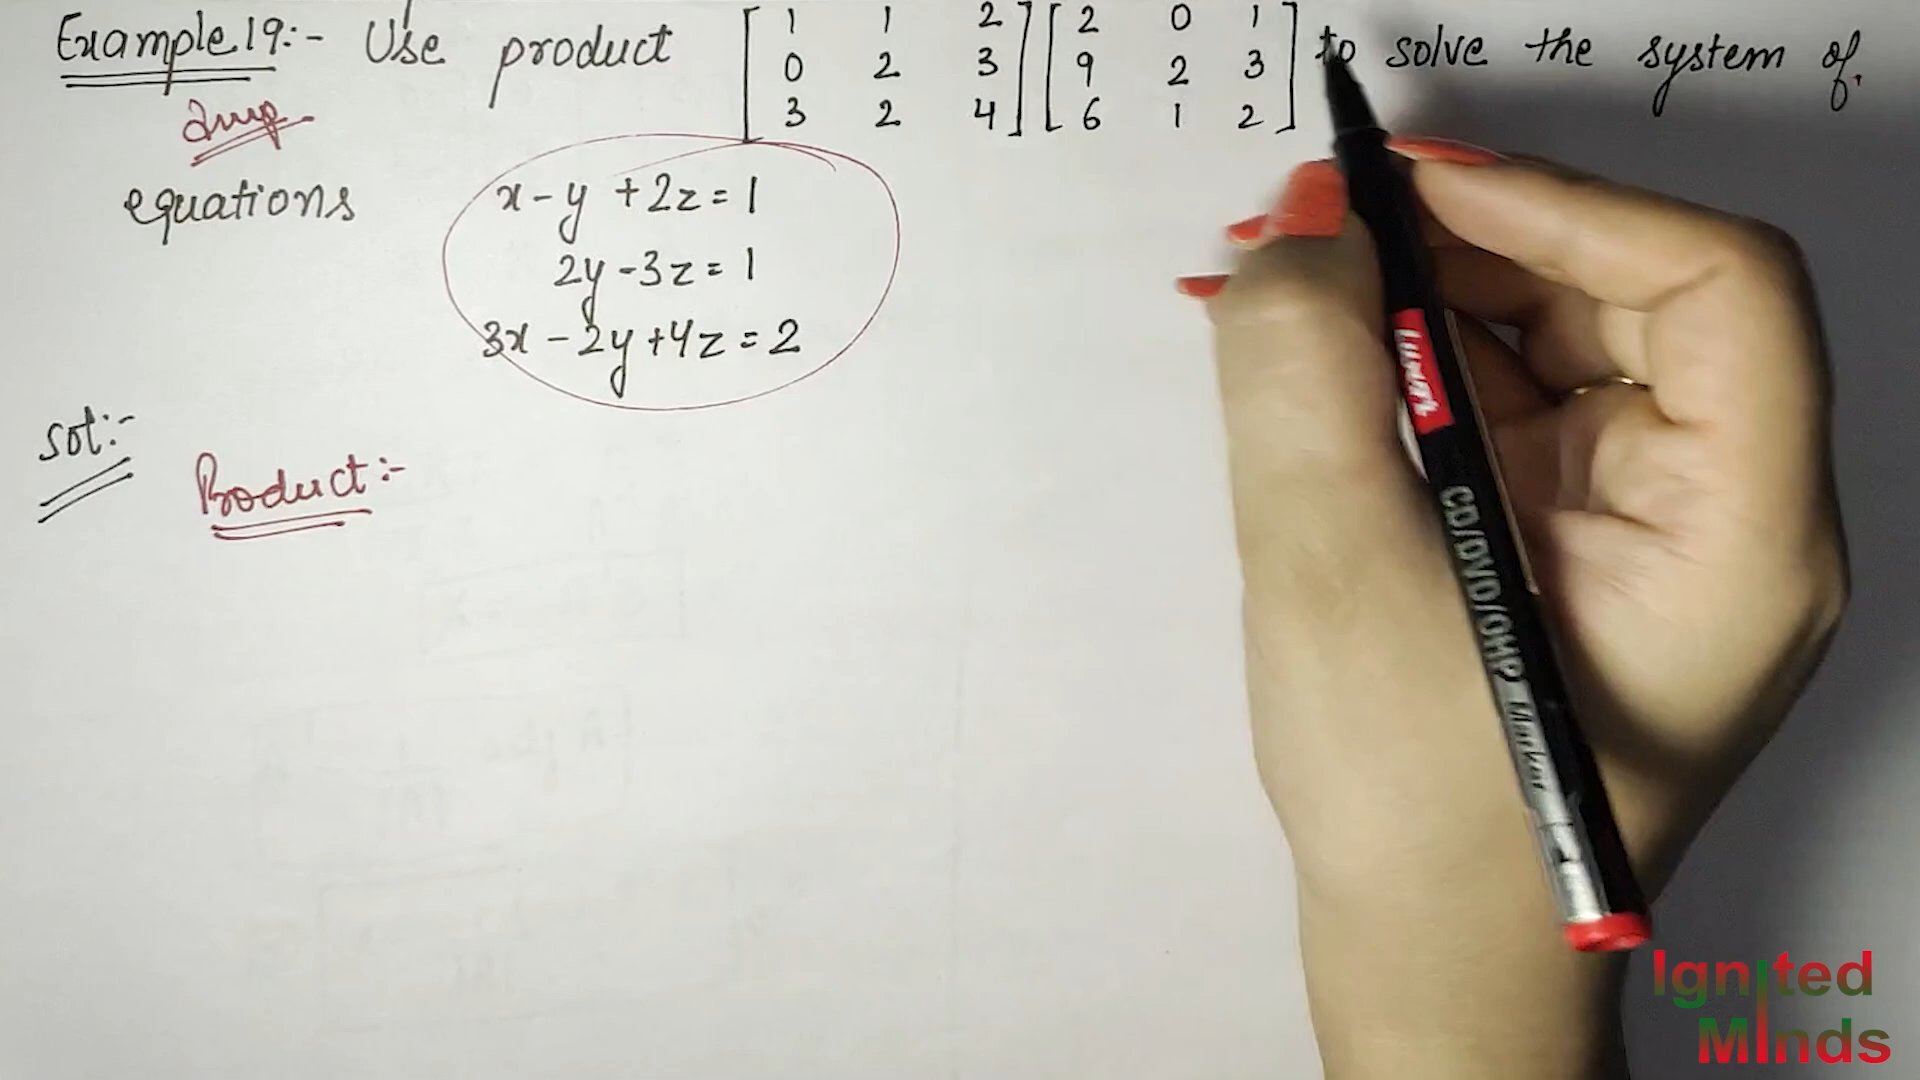 Example.19:- Use product [1 1 2 [2 0 1 to solve the system of.
0 2 3 9 2 3
3 2 4] 6 1 2]
Imp
equations x - y + 2z = 1
2y - 3z = 1
3x - 2y + 4z = 2
sol:-
Product:-
LUXOR
CD/DVD/OHP Marker
Ignited
Minds